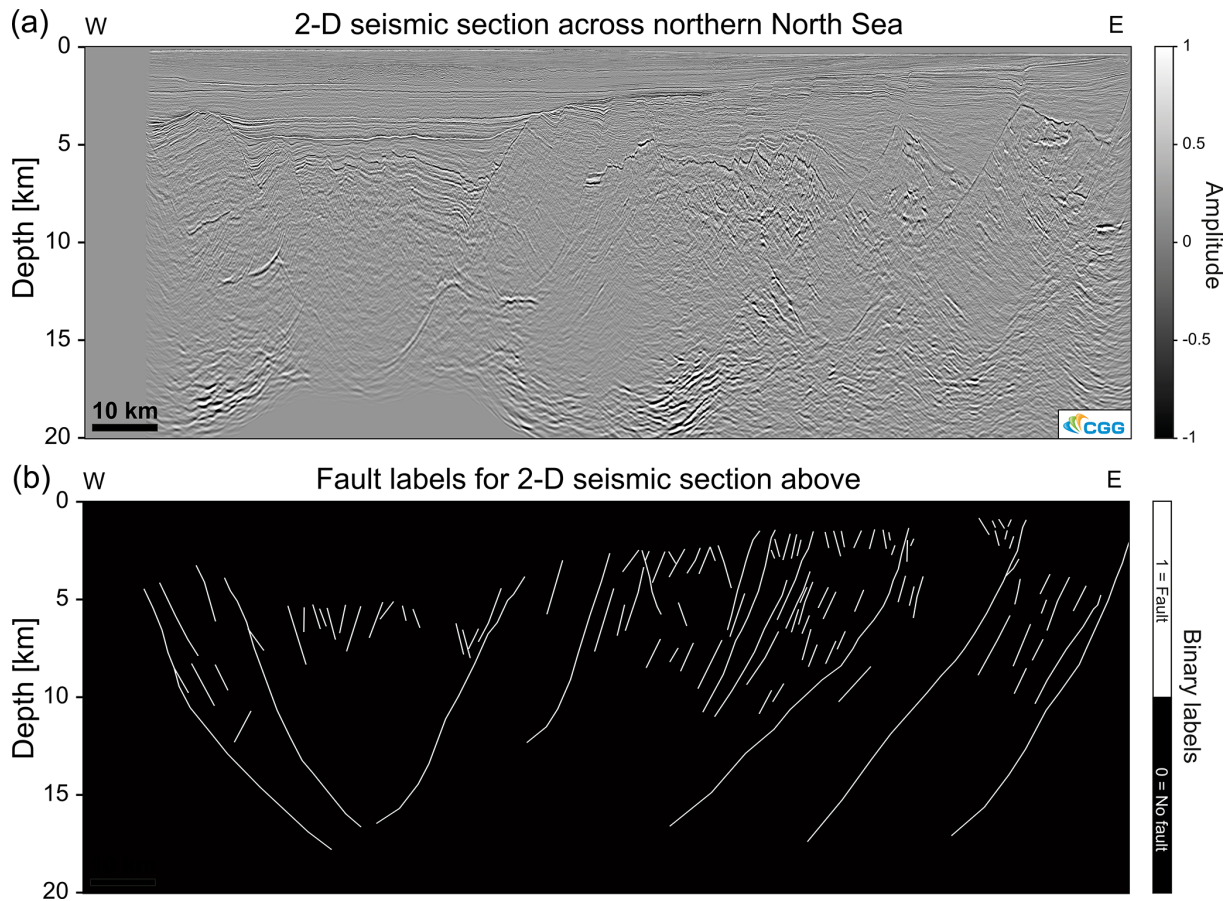 (a) W 2-D seismic section across northern North Sea E
0
5
10
15
20
Depth [km]
10 km
CGG
1
0.5
0
-0.5
-1
Amplitude
(b) W Fault labels for 2-D seismic section above E
0
5
10
15
20
Depth [km]
1 = Fault
0 = No fault
Binary labels